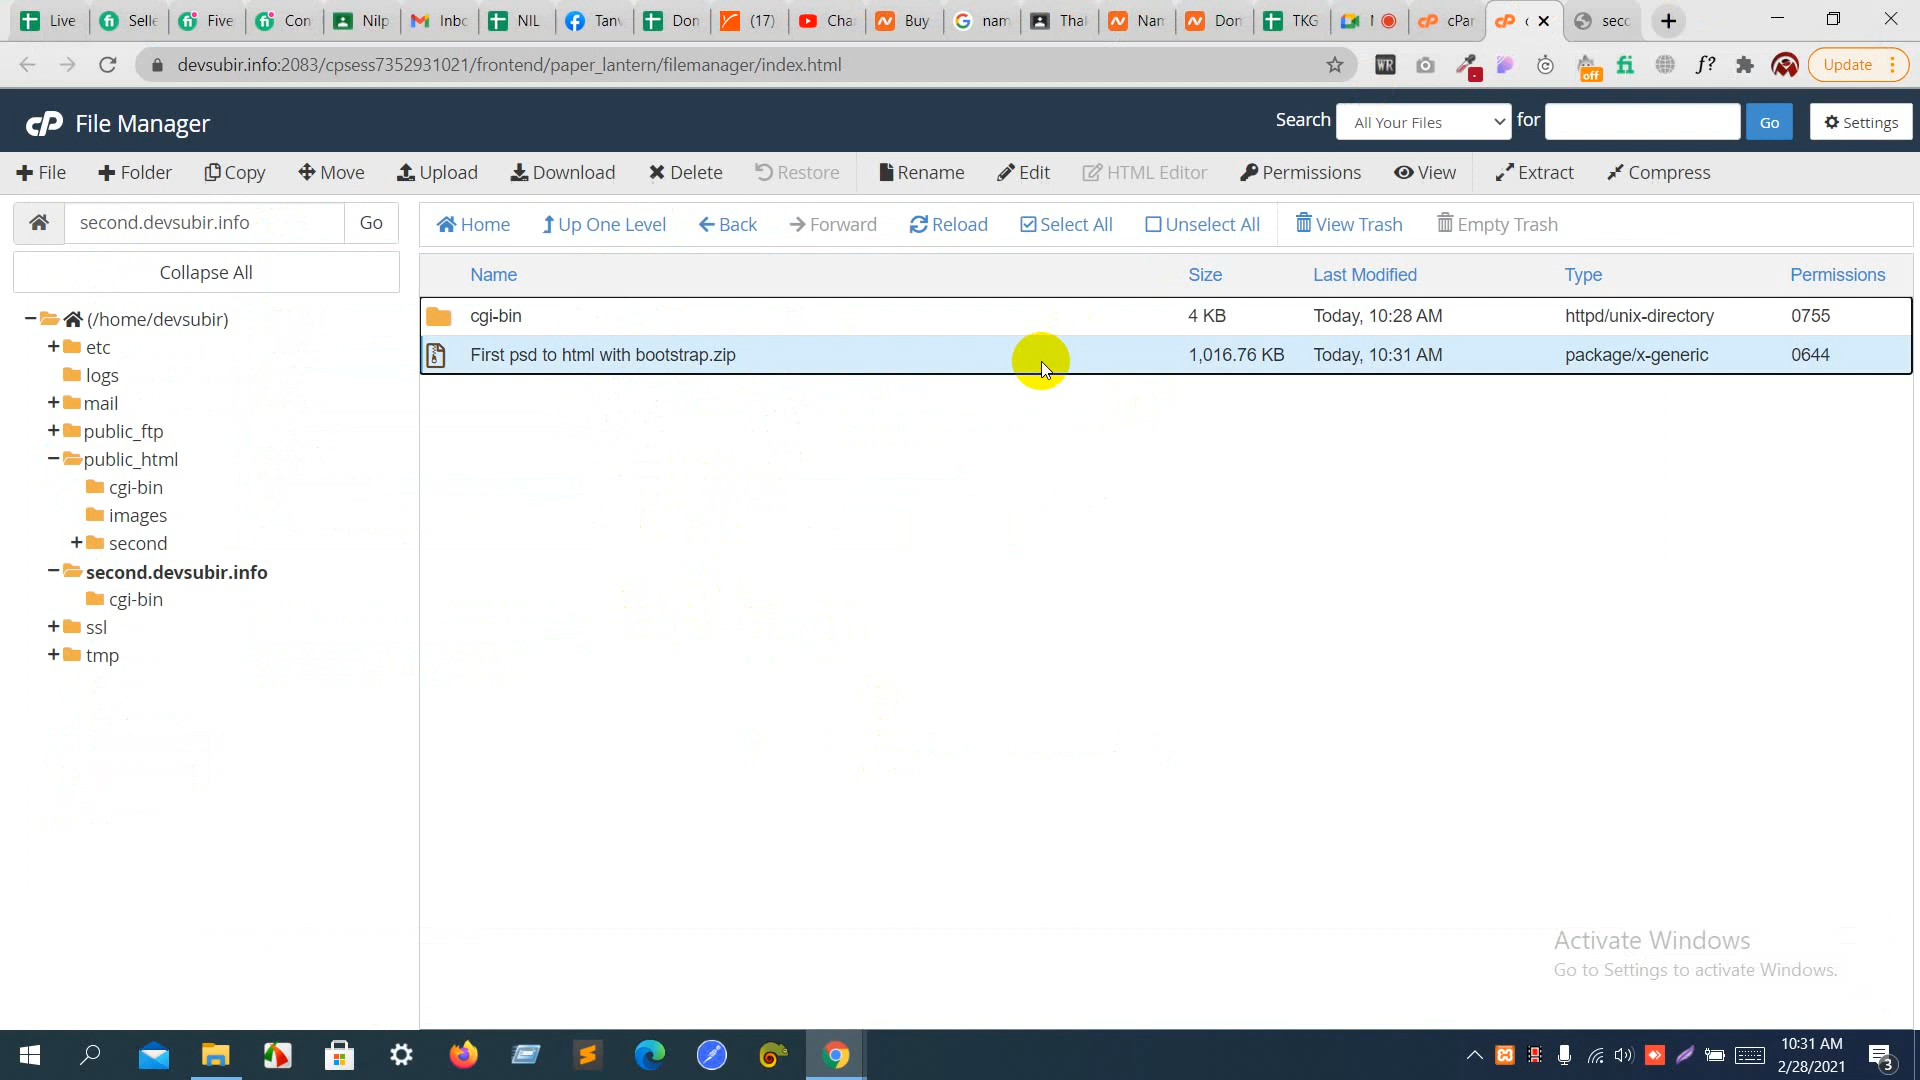 Live
Selle
Five
Con
Nilp
Inbo
NIL
Tanv
Don
(17)
Cha
Buy
nam
Tha
Nam
Don
TKG
cPar
seco
devsubir.info:2083/cpsess7352931021/frontend/paper_lantern/filemanager/index.html
WR
off
f?
Update
cP File Manager
Search All Your Files for Go Settings
File Folder Copy Move Upload Download Delete Restore Rename Edit HTML Editor Permissions View Extract Compress
second.devsubir.info Go
Home Up One Level Back Forward Reload Select All Unselect All View Trash Empty Trash
Collapse All
(/home/devsubir)
etc
logs
mail
public_ftp
public_html
cgi-bin
images
second
second.devsubir.info
cgi-bin
ssl
tmp
Name Size Last Modified Type Permissions
cgi-bin 4 KB Today, 10:28 AM httpd/unix-directory 0755
First psd to html with bootstrap.zip 1,016.76 KB Today, 10:31 AM package/x-generic 0644
Activate Windows
Go to Settings to activate Windows.
10:31 AM
2/28/2021
3